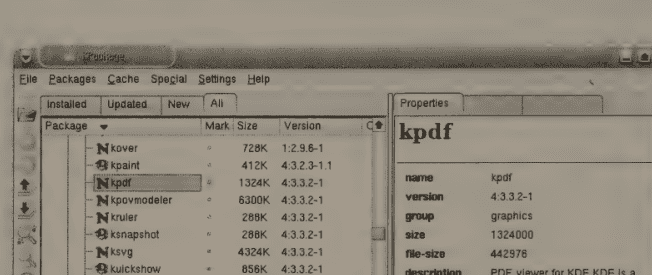 Kpackage
File Packages Cache Special Settings Help
Installed Updated New All
Package Mark Size Version
kover 728K 1:2.9.6-1
kpaint 412K 4:3.2.3-1.1
kpdf 1324K 4:3.3.2-1
kpovmodeler 6300K 4:3.3.2-1
kruler 288K 4:3.3.2-1
ksnapshot 288K 4:3.3.2-1
ksvg 4324K 4:3.3.2-1
kuickshow 856K 4:3.3.2-1
Properties
kpdf
name kpdf
version 4:3.3.2-1
group graphics
size 1324000
file-size 442976
description PDF viewer for KDE KDE is a